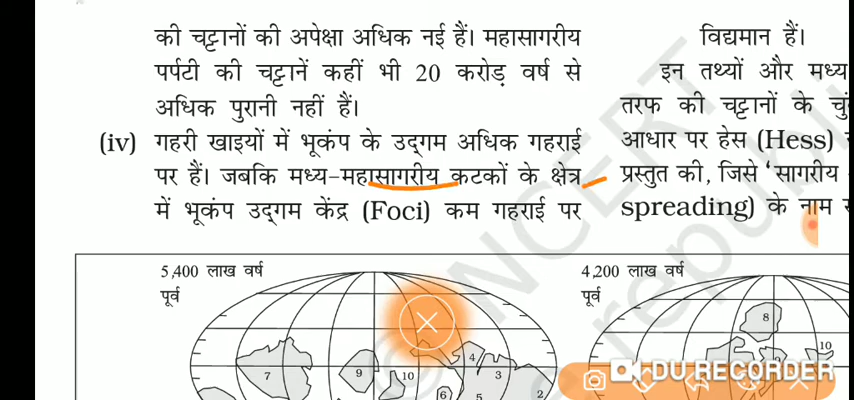 की चट्टानों की अपेक्षा अधिक नई हैं। महासागरीय
पर्पटी की चट्टानें कहीं भी 20 करोड़ वर्ष से
अधिक पुरानी नहीं हैं।
(iv) गहरी खाइयों में भूकंप के उद्गम अधिक गहराई
पर हैं। जबकि मध्य-महासागरीय कटकों के क्षेत्र
में भूकंप उद्गम केंद्र (Foci) कम गहराई पर
विद्यमान हैं।
इन तथ्यों और मध्य
तरफ की चट्टानों के
आधार पर हेस (Hess)
प्रस्तुत की, जिसे 'सागरीय
spreading) के नाम
5,400 लाख वर्ष
पूर्व
7
9
10
6
4
3
5
2
4,200 लाख वर्ष
पूर्व
8
10
NCERT
republi
DU RECORDER